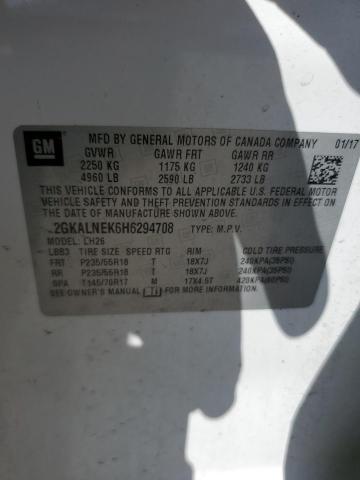 GM
MFD BY GENERAL MOTORS OF CANADA COMPANY 01/17
GVWR GAWR FRT GAWR RR
2250 KG 1175 KG 1240 KG
4960 LB 2590 LB 2733 LB
THIS VEHICLE CONFORMS TO ALL APPLICABLE U.S. FEDERAL MOTOR
VEHICLE SAFETY, BUMPER, AND THEFT PREVENTION STANDARDS
IN EFFECT ON THE DATE OF MANUFACTURE SHOWN ABOVE.
2GKALNEK6H6294708 TYPE: M.P.V.
MODEL: LH26
LBB3 TIRE SIZE SPEED RTG RIM COLD TIRE PRESSURE
FRT P235/55R18 T 18X7J 240KPA(35PSI)
RR P235/55R18 T 18X7J 240KPA(35PSI)
SPA T145/70R17 M 17X4.5T 420KPA(60PSI)
SEE OWNER'S MANUAL